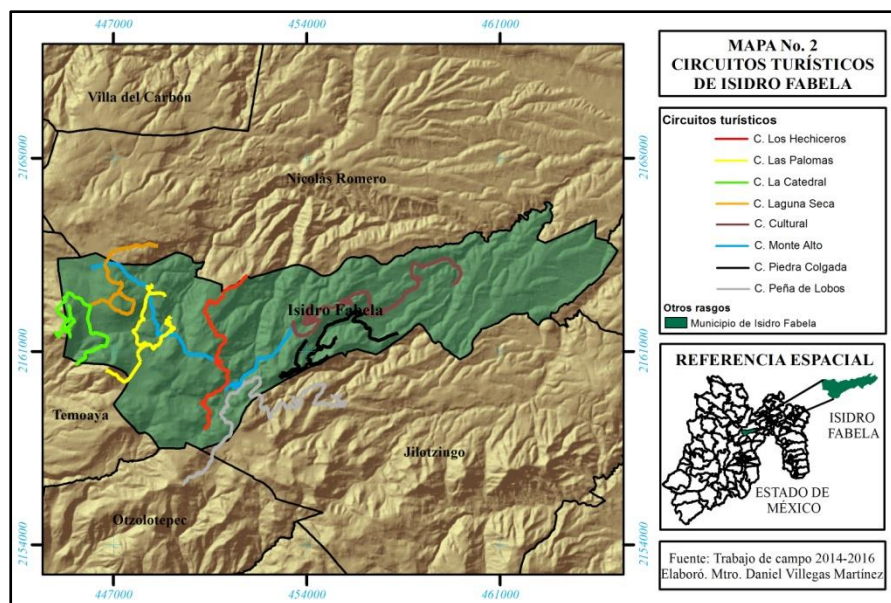 447000
454000
461000
MAPA No. 2
CIRCUITOS TURÍSTICOS
DE ISIDRO FABELA
Villa del Carbón
Nicolás Romero
Isidro Fabela
Temoaya
Jilotzingo
Otzolotepec
2168000
2161000
2154000
2168000
2161000
2154000
447000
454000
461000
Circuitos turísticos
C. Los Hechiceros
C. Las Palomas
C. La Catedral
C. Laguna Seca
C. Cultural
C. Monte Alto
C. Piedra Colgada
C. Peña de Lobos
Otros rasgos
Municipio de Isidro Fabela
REFERENCIA ESPACIAL
ISIDRO
FABELA
ESTADO DE
MÉXICO
Fuente: Trabajo de campo 2014-2016
Elaboró. Mtro. Daniel Villegas Martínez